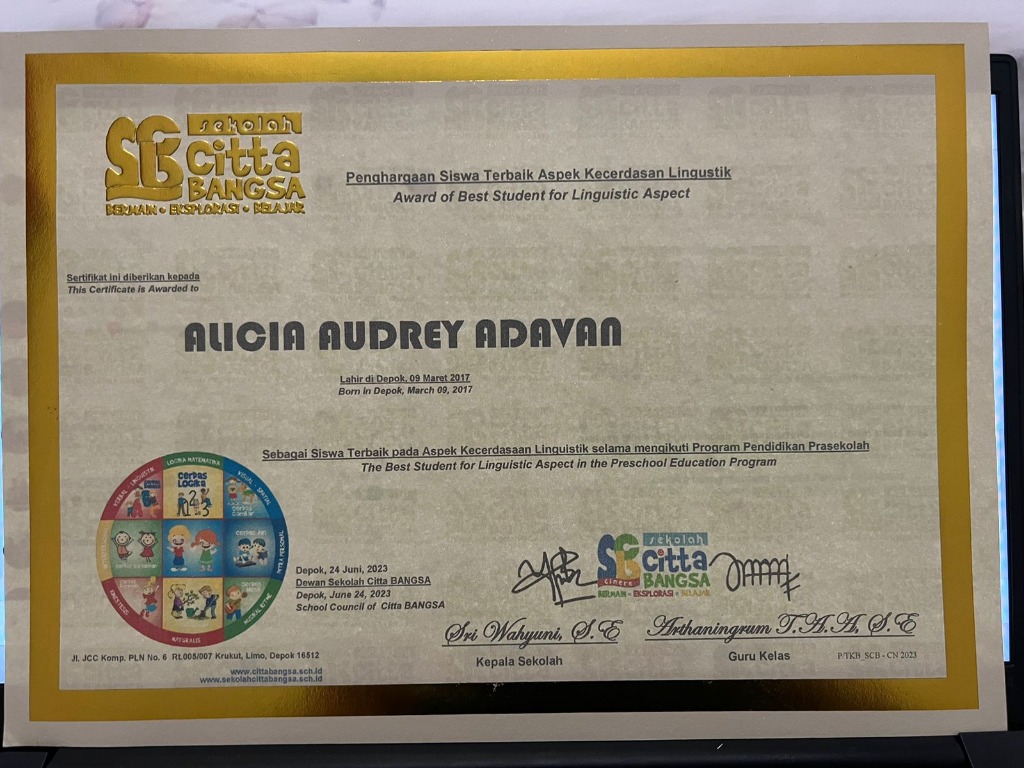 sekolah
SCB Citta
BANGSA
BERMAIN • EKSPLORASI • BELAJAR
Penghargaan Siswa Terbaik Aspek Kecerdasan Lingustik
Award of Best Student for Linguistic Aspect
Sertifikat ini diberikan kepada
This Certificate is Awarded to
ALICIA AUDREY ADAVAN
Lahir di Depok, 09 Maret 2017
Born in Depok, March 09, 2017
Sebagai Siswa Terbaik pada Aspek Kecerdasaan Linguistik selama mengikuti Program Pendidikan Prasekolah
The Best Student for Linguistic Aspect in the Preschool Education Program
LOGIKA MATEMATIKA
VERBAL - LINGUISTIK
VISUAL - SPATIAL
CERDAS
LOGIKA
1 2 3
INTRA PERSONAL
KINESTETIS
MUSIKAL RITME
NATURALIS
Depok, 24 Juni, 2023
Dewan Sekolah Citta BANGSA
Depok, June 24, 2023
School Council of Citta BANGSA
sekolah
SCB Citta
cinere BANGSA
BERMAIN • EKSPLORASI • BELAJAR
Sri Wahyuni, S.E
Kepala Sekolah
Arthaningrum T.A.A, S.E
Guru Kelas
P/TKB_SCB - CN 2023
Jl. JCC Komp. PLN No. 6 Rt.005/007 Krukut, Limo, Depok 16512
www.cittabangsa.sch.id
www.sekolahcittabangsa.sch.id